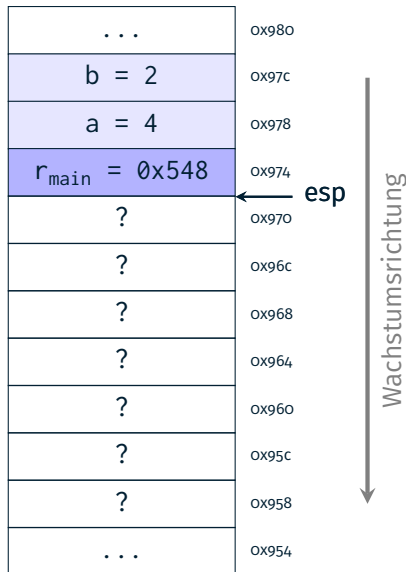 ... 0x980
b = 2 0x97c
a = 4 0x978
r_main = 0x548 0x974
esp
? 0x970
? 0x96c
? 0x968
? 0x964
? 0x960
? 0x95c
? 0x958
... 0x954
Wachstumsrichtung